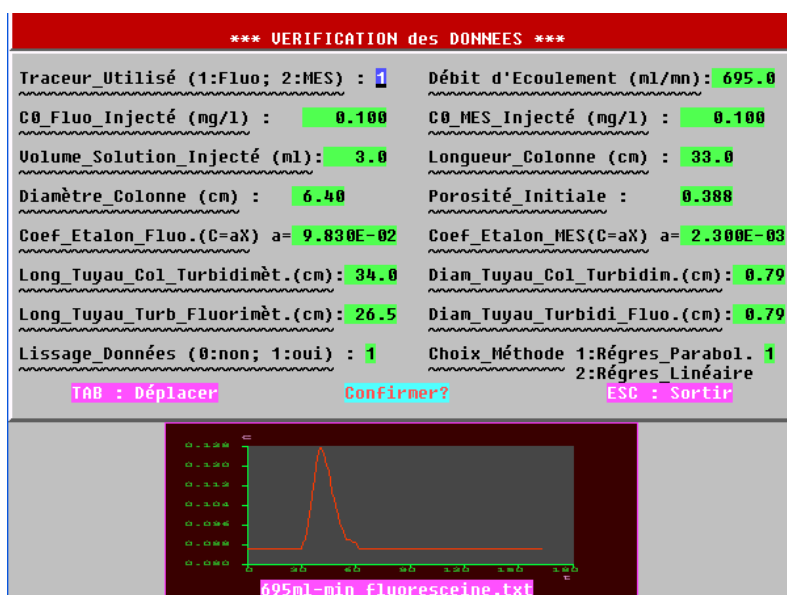 *** VERIFICATION des DONNEES ***
Traceur_Utilisé (1:Fluo; 2:MES) : 1 Débit d'Ecoulement (ml/mn): 695.0
C0_Fluo_Injecté (mg/l) : 0.100 C0_MES_Injecté (mg/l) : 0.100
Volume_Solution_Injecté (ml): 3.0 Longueur_Colonne (cm) : 33.0
Diamètre_Colonne (cm) : 6.40 Porosité_Initiale : 0.388
Coef_Etalon_Fluo.(C=aX) a= 9.830E-02 Coef_Etalon_MES(C=aX) a= 2.300E-03
Long_Tuyau_Col_Turbidimèt.(cm): 34.0 Diam_Tuyau_Col_Turbidim.(cm): 0.79
Long_Tuyau_Turb_Fluorimèt.(cm): 26.5 Diam_Tuyau_Turbidi_Fluo.(cm): 0.79
Lissage_Données (0:non; 1:oui) : 1 Choix_Méthode 1:Régres_Parabol. 1
2:Régres_Linéaire
TAB : Déplacer Confirmer? ESC : Sortir
c
0.128
0.120
0.112
0.104
0.096
0.088
0.080
0 30 60 90 120 150 180
t
695ml-min fluoresceine.txt